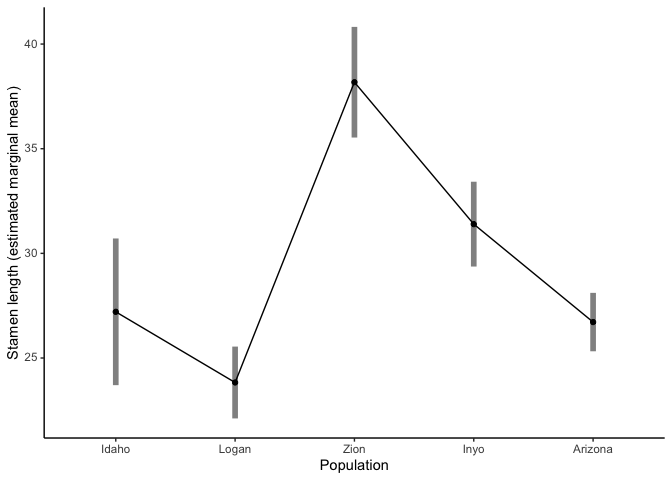 Stamen length (estimated marginal mean)
40
35
30
25
Idaho
Logan
Zion
Inyo
Arizona
Population